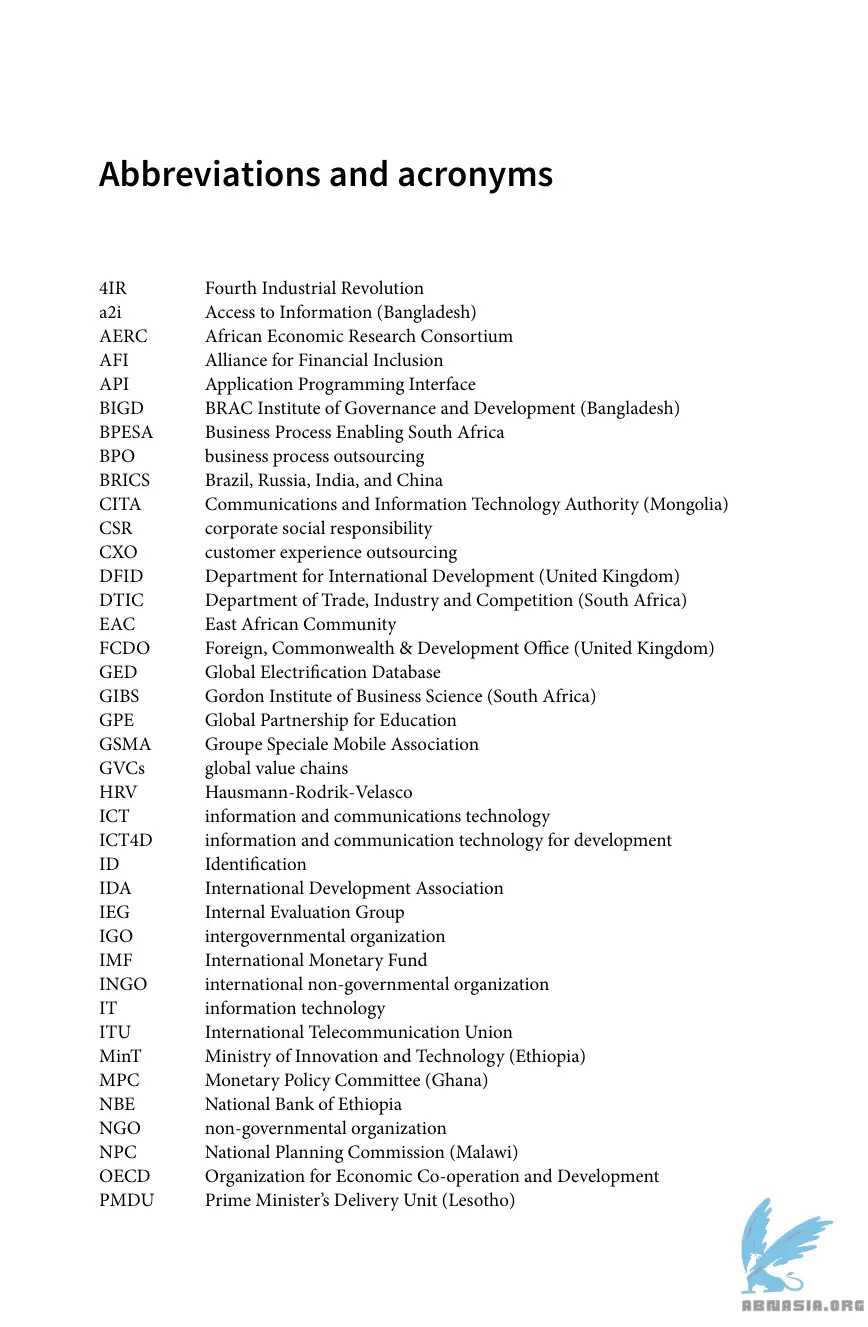 Abbreviations and acronyms
4IR Fourth Industrial Revolution
a2i Access to Information (Bangladesh)
AERC African Economic Research Consortium
AFI Alliance for Financial Inclusion
API Application Programming Interface
BIGD BRAC Institute of Governance and Development (Bangladesh)
BPESA Business Process Enabling South Africa
BPO business process outsourcing
BRICS Brazil, Russia, India, and China
CITA Communications and Information Technology Authority (Mongolia)
CSR corporate social responsibility
CXO customer experience outsourcing
DFID Department for International Development (United Kingdom)
DTIC Department of Trade, Industry and Competition (South Africa)
EAC East African Community
FCDO Foreign, Commonwealth & Development Office (United Kingdom)
GED Global Electrification Database
GIBS Gordon Institute of Business Science (South Africa)
GPE Global Partnership for Education
GSMA Groupe Speciale Mobile Association
GVCs global value chains
HRV Hausmann-Rodrik-Velasco
ICT information and communications technology
ICT4D information and communication technology for development
ID Identification
IDA International Development Association
IEG Internal Evaluation Group
IGO intergovernmental organization
IMF International Monetary Fund
INGO international non-governmental organization
IT information technology
ITU International Telecommunication Union
MinT Ministry of Innovation and Technology (Ethiopia)
MPC Monetary Policy Committee (Ghana)
NBE National Bank of Ethiopia
NGO non-governmental organization
NPC National Planning Commission (Malawi)
OECD Organization for Economic Co-operation and Development
PMDU Prime Minister's Delivery Unit (Lesotho)
ABNASIA.ORG